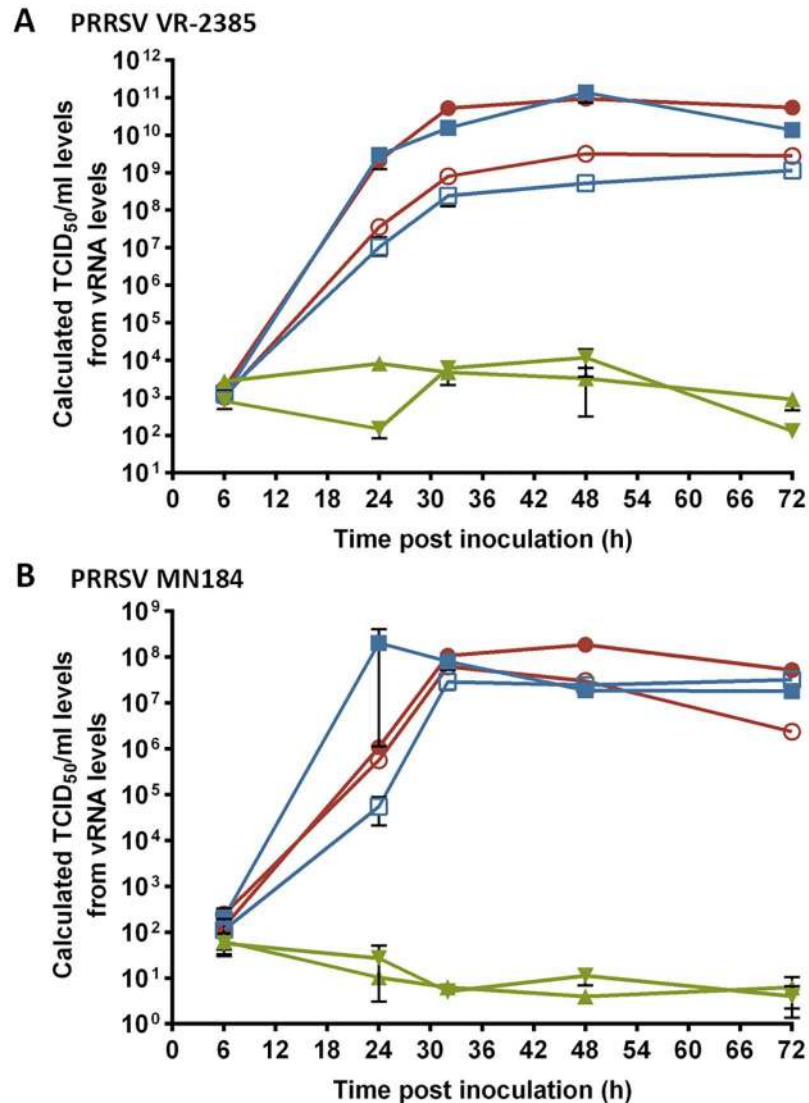 A PRRSV VR-2385
Calculated TCID₅₀/ml levels
from vRNA levels
10¹²
10¹¹
10¹⁰
10⁹
10⁸
10⁷
10⁶
10⁵
10⁴
10³
10²
10¹
0 6 12 18 24 30 36 42 48 54 60 66 72
Time post inoculation (h)
B PRRSV MN184
Calculated TCID₅₀/ml levels
from vRNA levels
10⁹
10⁸
10⁷
10⁶
10⁵
10⁴
10³
10²
10¹
10⁰
0 6 12 18 24 30 36 42 48 54 60 66 72
Time post inoculation (h)